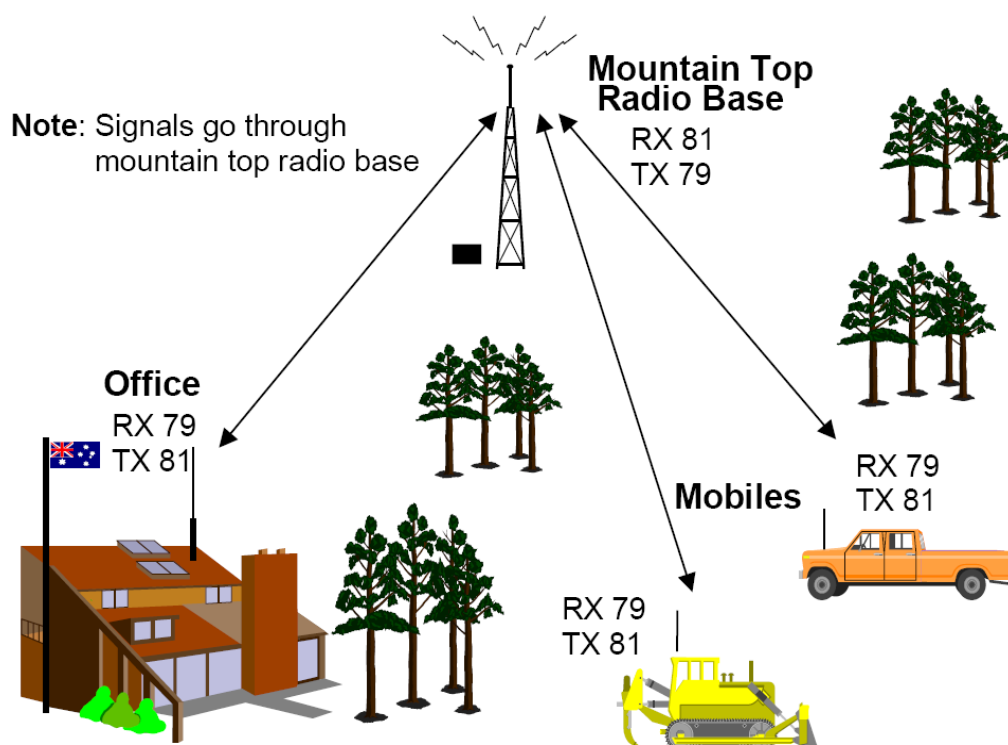 Mountain Top
Radio Base
RX 81
TX 79
Note: Signals go through
mountain top radio base
Office
RX 79
TX 81
Mobiles
RX 79
TX 81
RX 79
TX 81